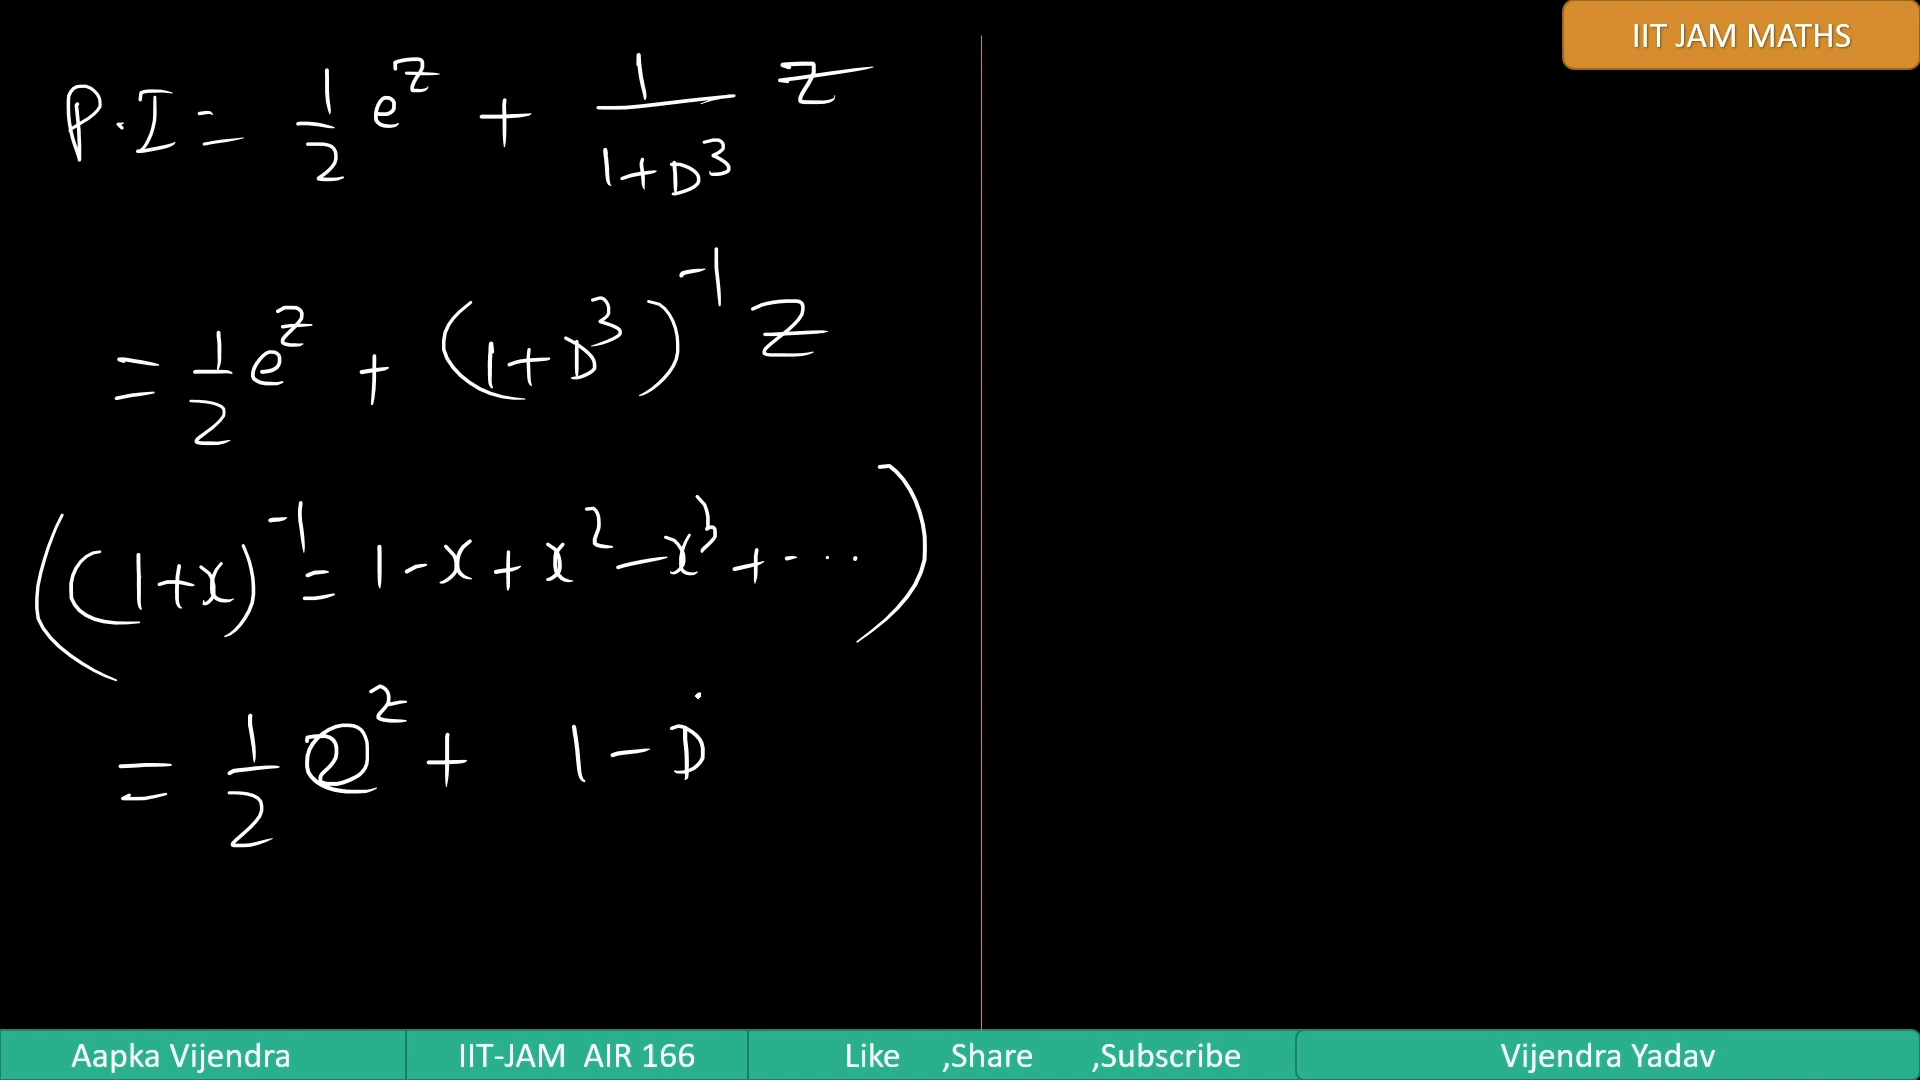 IIT JAM MATHS
P.I = 1/2 e^z + 1/(1+D^3) z
= 1/2 e^z + (1+D^3)^-1 z
((1+x)^-1 = 1-x+x^2-x^3+-...)
= 1/2 e^z + 1-D
Aapka Vijendra IIT-JAM AIR 166 Like ,Share ,Subscribe Vijendra Yadav